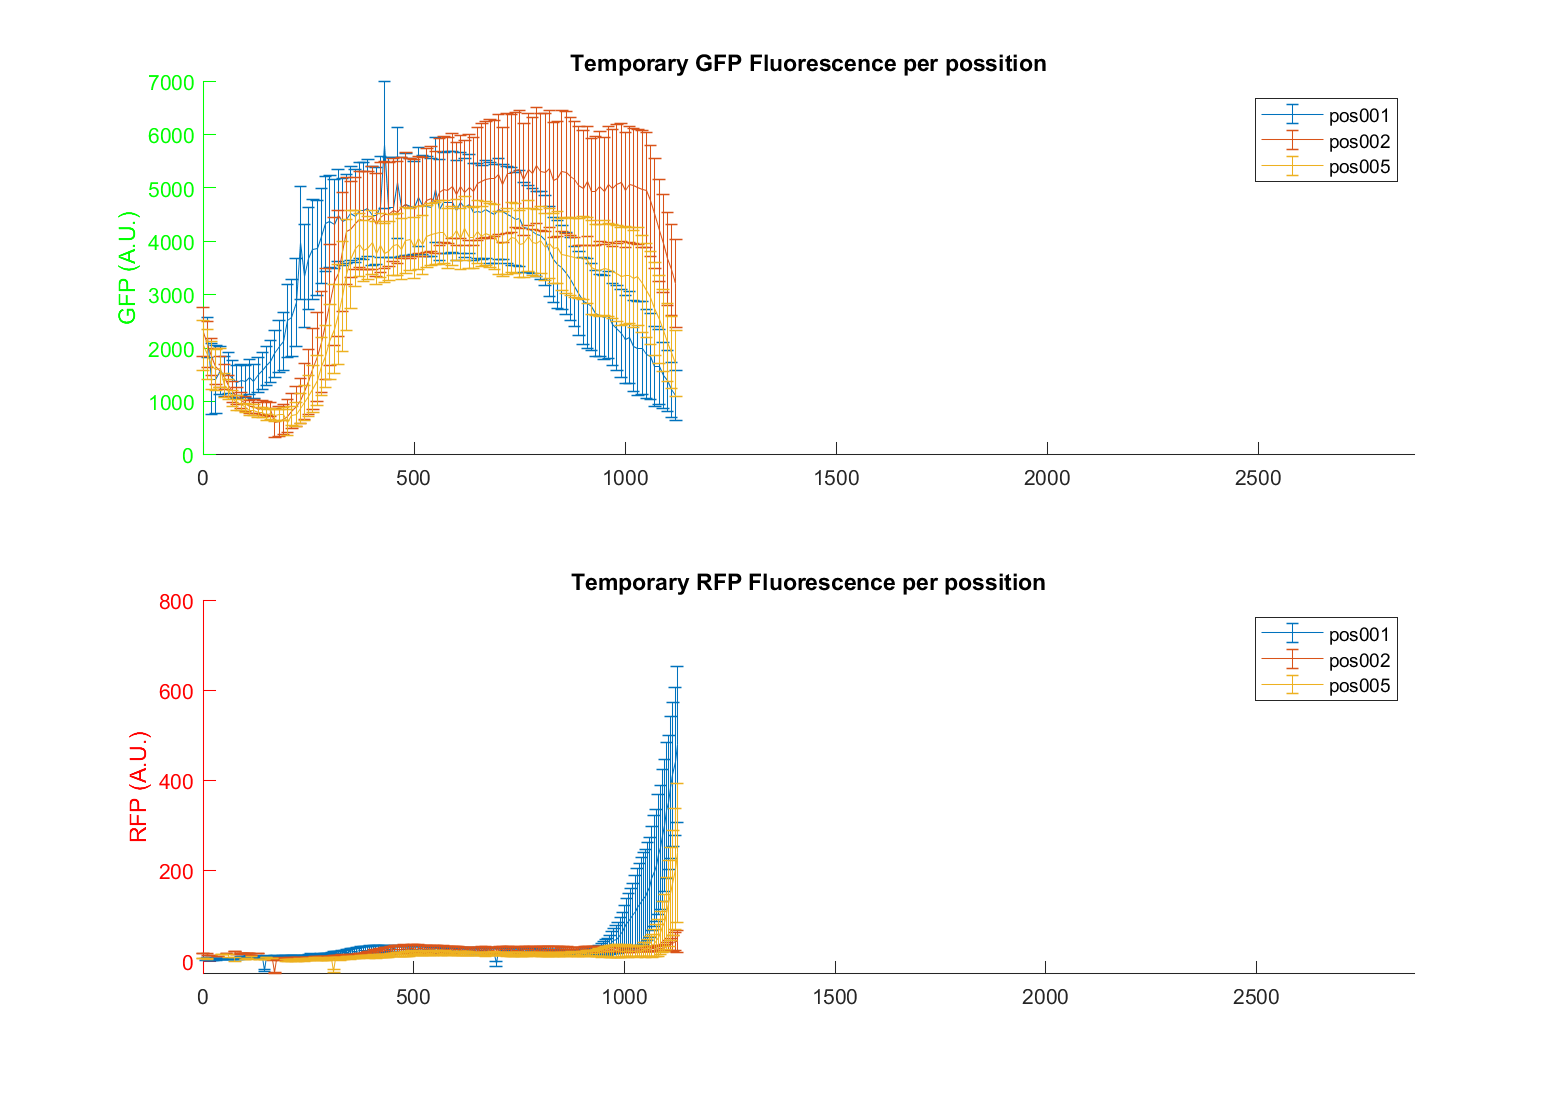 Temporary GFP Fluorescence per possition
7000
6000
5000
4000
3000
2000
1000
0
GFP (A.U.)
0 500 1000 1500 2000 2500
pos001
pos002
pos005
Temporary RFP Fluorescence per possition
800
600
400
200
0
RFP (A.U.)
0 500 1000 1500 2000 2500
pos001
pos002
pos005